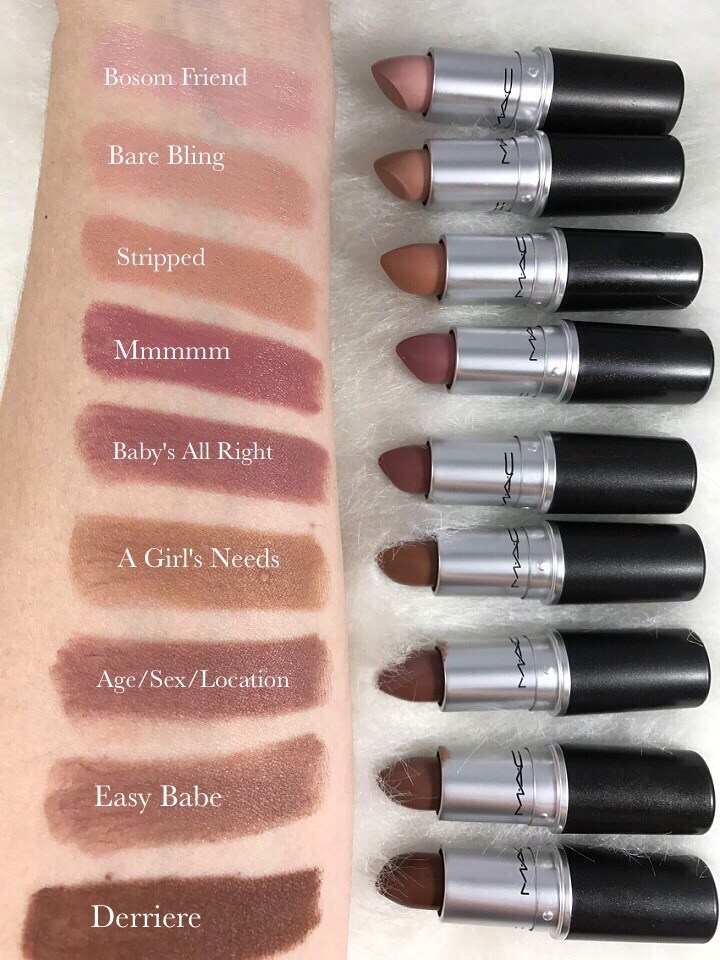 Bosom Friend
MAC
Bare Bling
Stripped
MAC
Mmmmm
MAC
Baby's All Right
MAC
A Girl's Needs
MAC
Age/Sex/Location
MAC
Easy Babe
MAC
Derriere
MAC